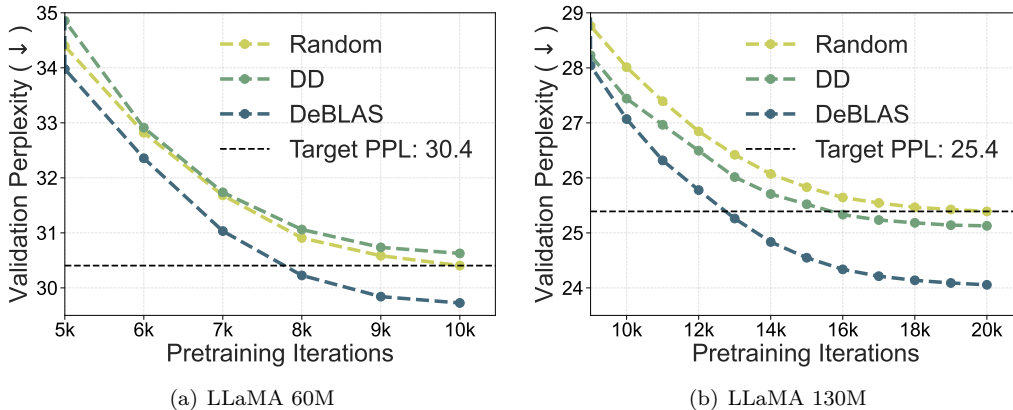 35
34
33
32
31
30
Validation Perplexity ( ↓ )
Random
DD
DeBLAS
Target PPL: 30.4
5k 6k 7k 8k 9k 10k
Pretraining Iterations
(a) LLaMA 60M
29
28
27
26
25
24
Validation Perplexity ( ↓ )
Random
DD
DeBLAS
Target PPL: 25.4
10k 12k 14k 16k 18k 20k
Pretraining Iterations
(b) LLaMA 130M